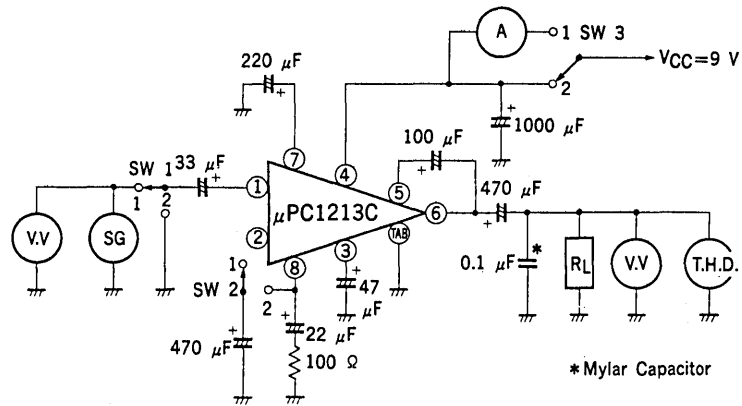 A
1 SW 3
220 μF
+
VCC=9 V
2
+
1000 μF
100 μF
+
7
4
SW 1
33 μF
+
5
470 μF
+
1
2
1
μPC1213C
6
2
TAB
V.V
SG
3
8
1
SW 2
2
+
47 μF
0.1 μF
*
RL
V.V
T.H.D.
+
470 μF
+
22 μF
100 Ω
*Mylar Capacitor